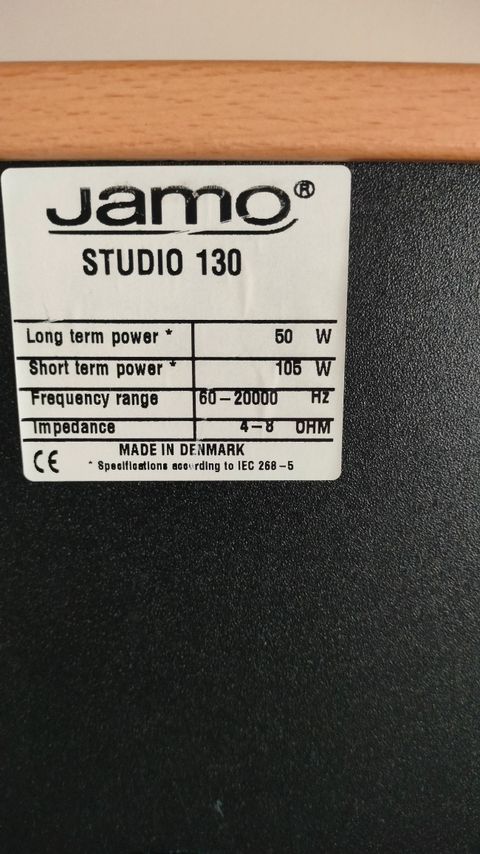 Jamo®
STUDIO 130
Long term power * 50 W
Short term power * 105 W
Frequency range 60-20000 Hz
Impedance 4-8 OHM
MADE IN DENMARK
CE * Specifications according to IEC 268-5